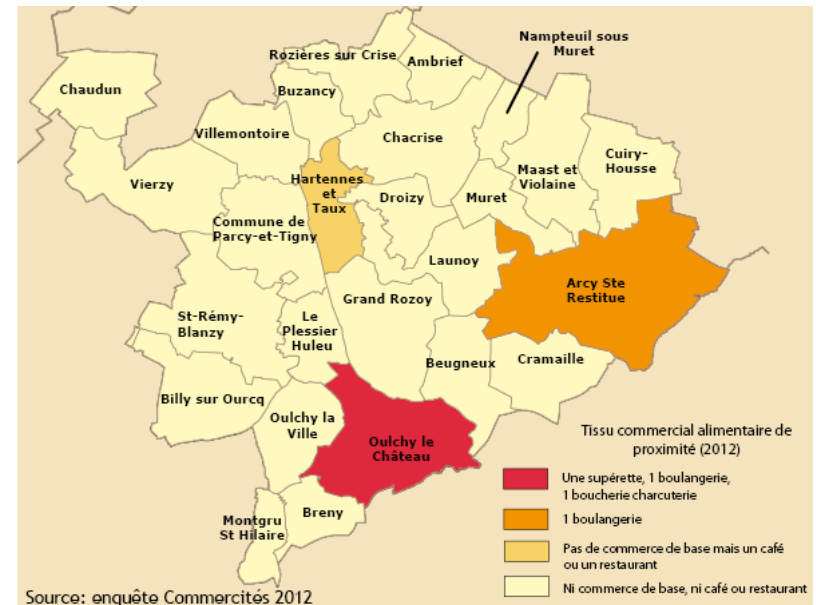 Nampteuil sous
Muret
Rozières sur Crise
Ambrief
Chaudun
Buzancy
Villemontoire
Chacrise
Cuiry-
Housse
Maast et
Violaine
Vierzy
Hartennes
et
Taux
Droizy
Muret
Commune de
Parcy-et-Tigny
Launoy
Arcy Ste
Restitue
Grand Rozoy
St-Rémy-
Blanzy
Le
Plessier
Huleu
Beugneux
Cramaille
Billy sur Ourcq
Oulchy la
Ville
Oulchy le
Château
Breny
Montgru
St Hilaire
Tissu commercial alimentaire de
proximité (2012)
Une supérette, 1 boulangerie,
1 boucherie charcuterie
1 boulangerie
Pas de commerce de base mais un café
ou un restaurant
Ni commerce de base, ni café ou restaurant
Source: enquête Commercités 2012